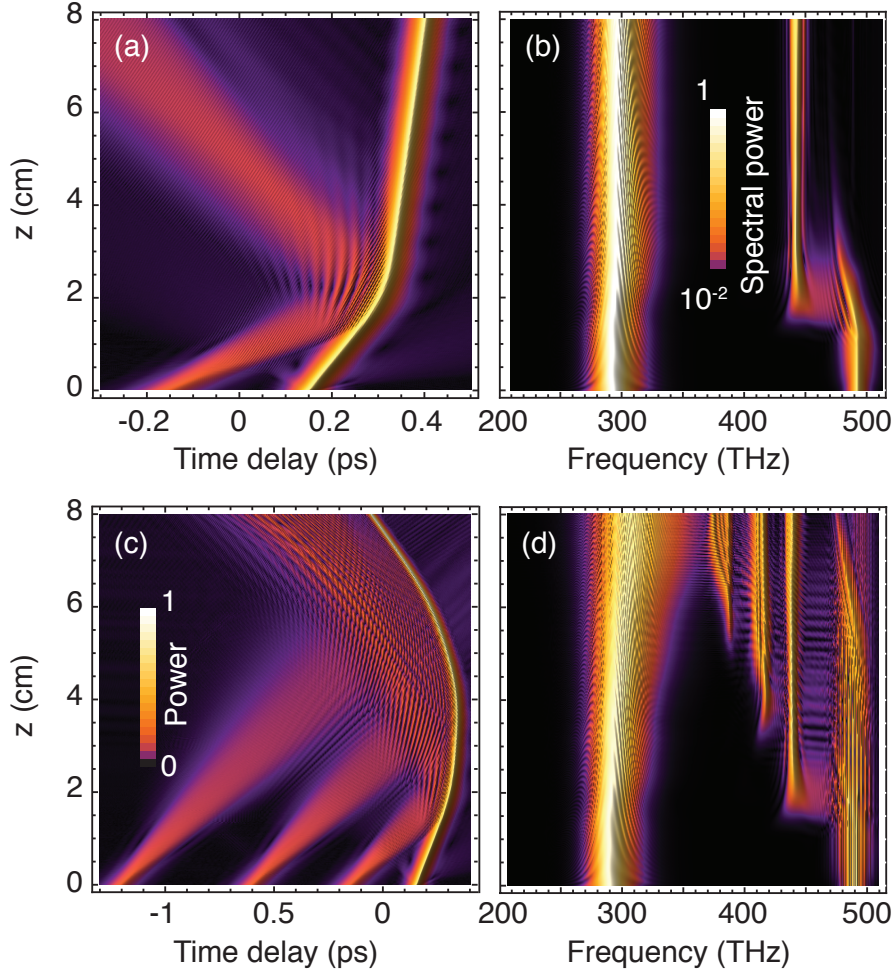 8
6
4
2
0
z (cm)
(a)
-0.2
0
0.2
0.4
Time delay (ps)
(b)
1
10-2
Spectral power
200
300
400
500
Frequency (THz)
8
6
4
2
0
z (cm)
(c)
1
0
Power
-1
0.5
0
Time delay (ps)
(d)
200
300
400
500
Frequency (THz)